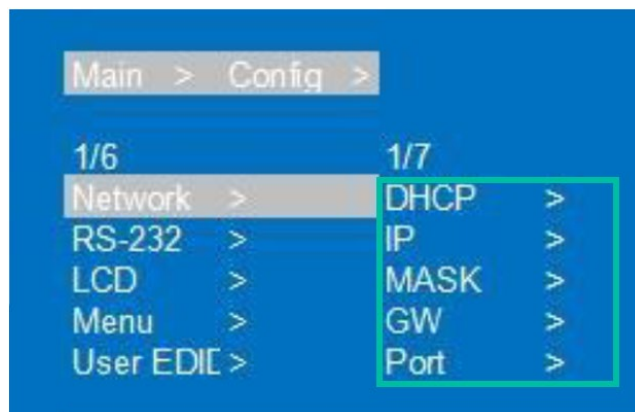 Main > Config >
1/6 1/7
Network > DHCP >
RS-232 > IP >
LCD > MASK >
Menu > GW >
User EDID > Port >